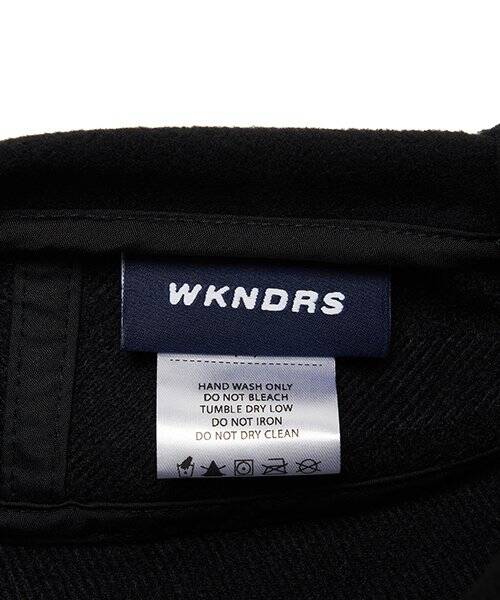 WKNDRS
HAND WASH ONLY
DO NOT BLEACH
TUMBLE DRY LOW
DO NOT IRON
DO NOT DRY CLEAN